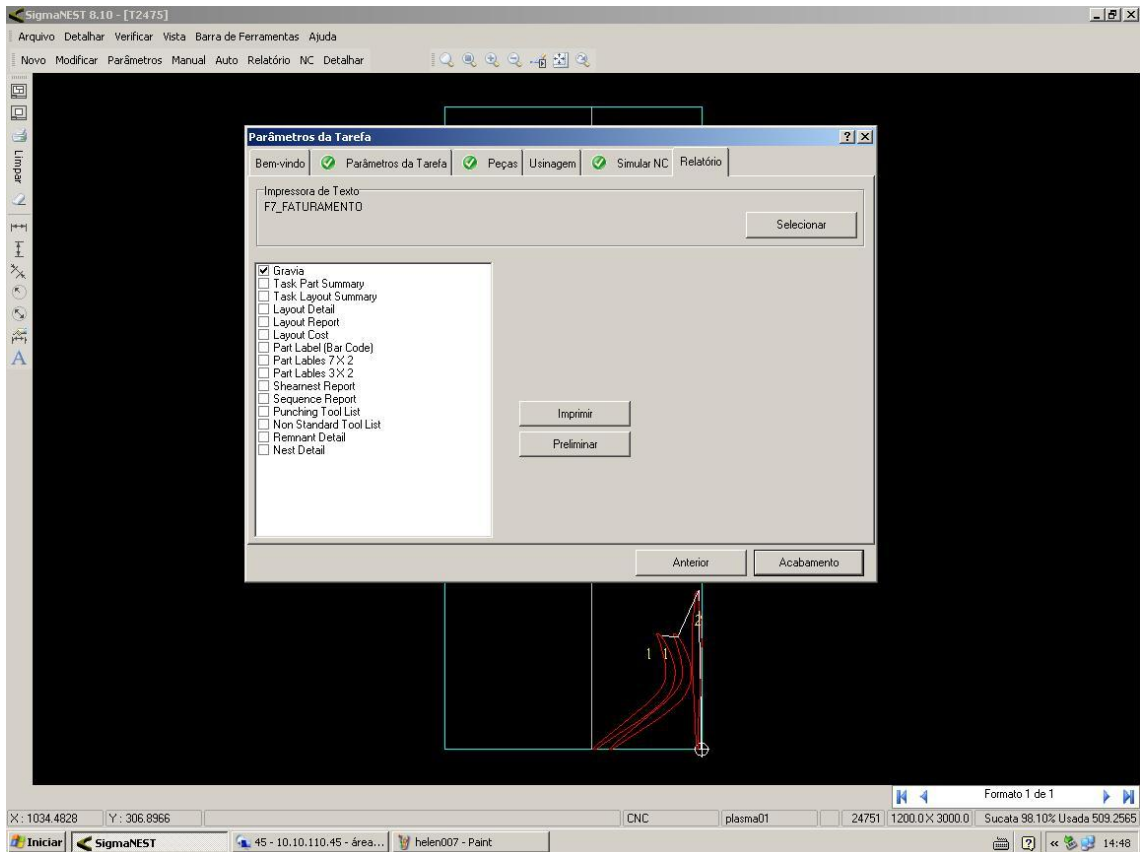 SigmaNEST 8.10 - [T2475]
Arquivo Detalhar Verificar Vista Barra de Ferramentas Ajuda
Novo Modificar Parâmetros Manual Auto Relatório NC Detalhar
Limpar
A
Parâmetros da Tarefa
Bem-vindo Parâmetros da Tarefa Peças Usinagem Simular NC Relatório
Impressora de Texto
F7_FATURAMENTO
Selecionar
Gravia
Task Part Summary
Task Layout Summary
Layout Detail
Layout Report
Layout Cost
Part Label (Bar Code)
Part Lables 7 X 2
Part Lables 3 X 2
Shearnest Report
Sequence Report
Punching Tool List
Non Standard Tool List
Remnant Detail
Nest Detail
Imprimir
Preliminar
Anterior Acabamento
2
1 1
Formato 1 de 1
X: 1034.4828 Y: 306.8966 CNC plasma01 24751 1200.0 X 3000.0 Sucata 98.10% Usada 509.2565
Iniciar SigmaNEST 45 - 10.10.110.45 - área... helen007 - Paint 14:48